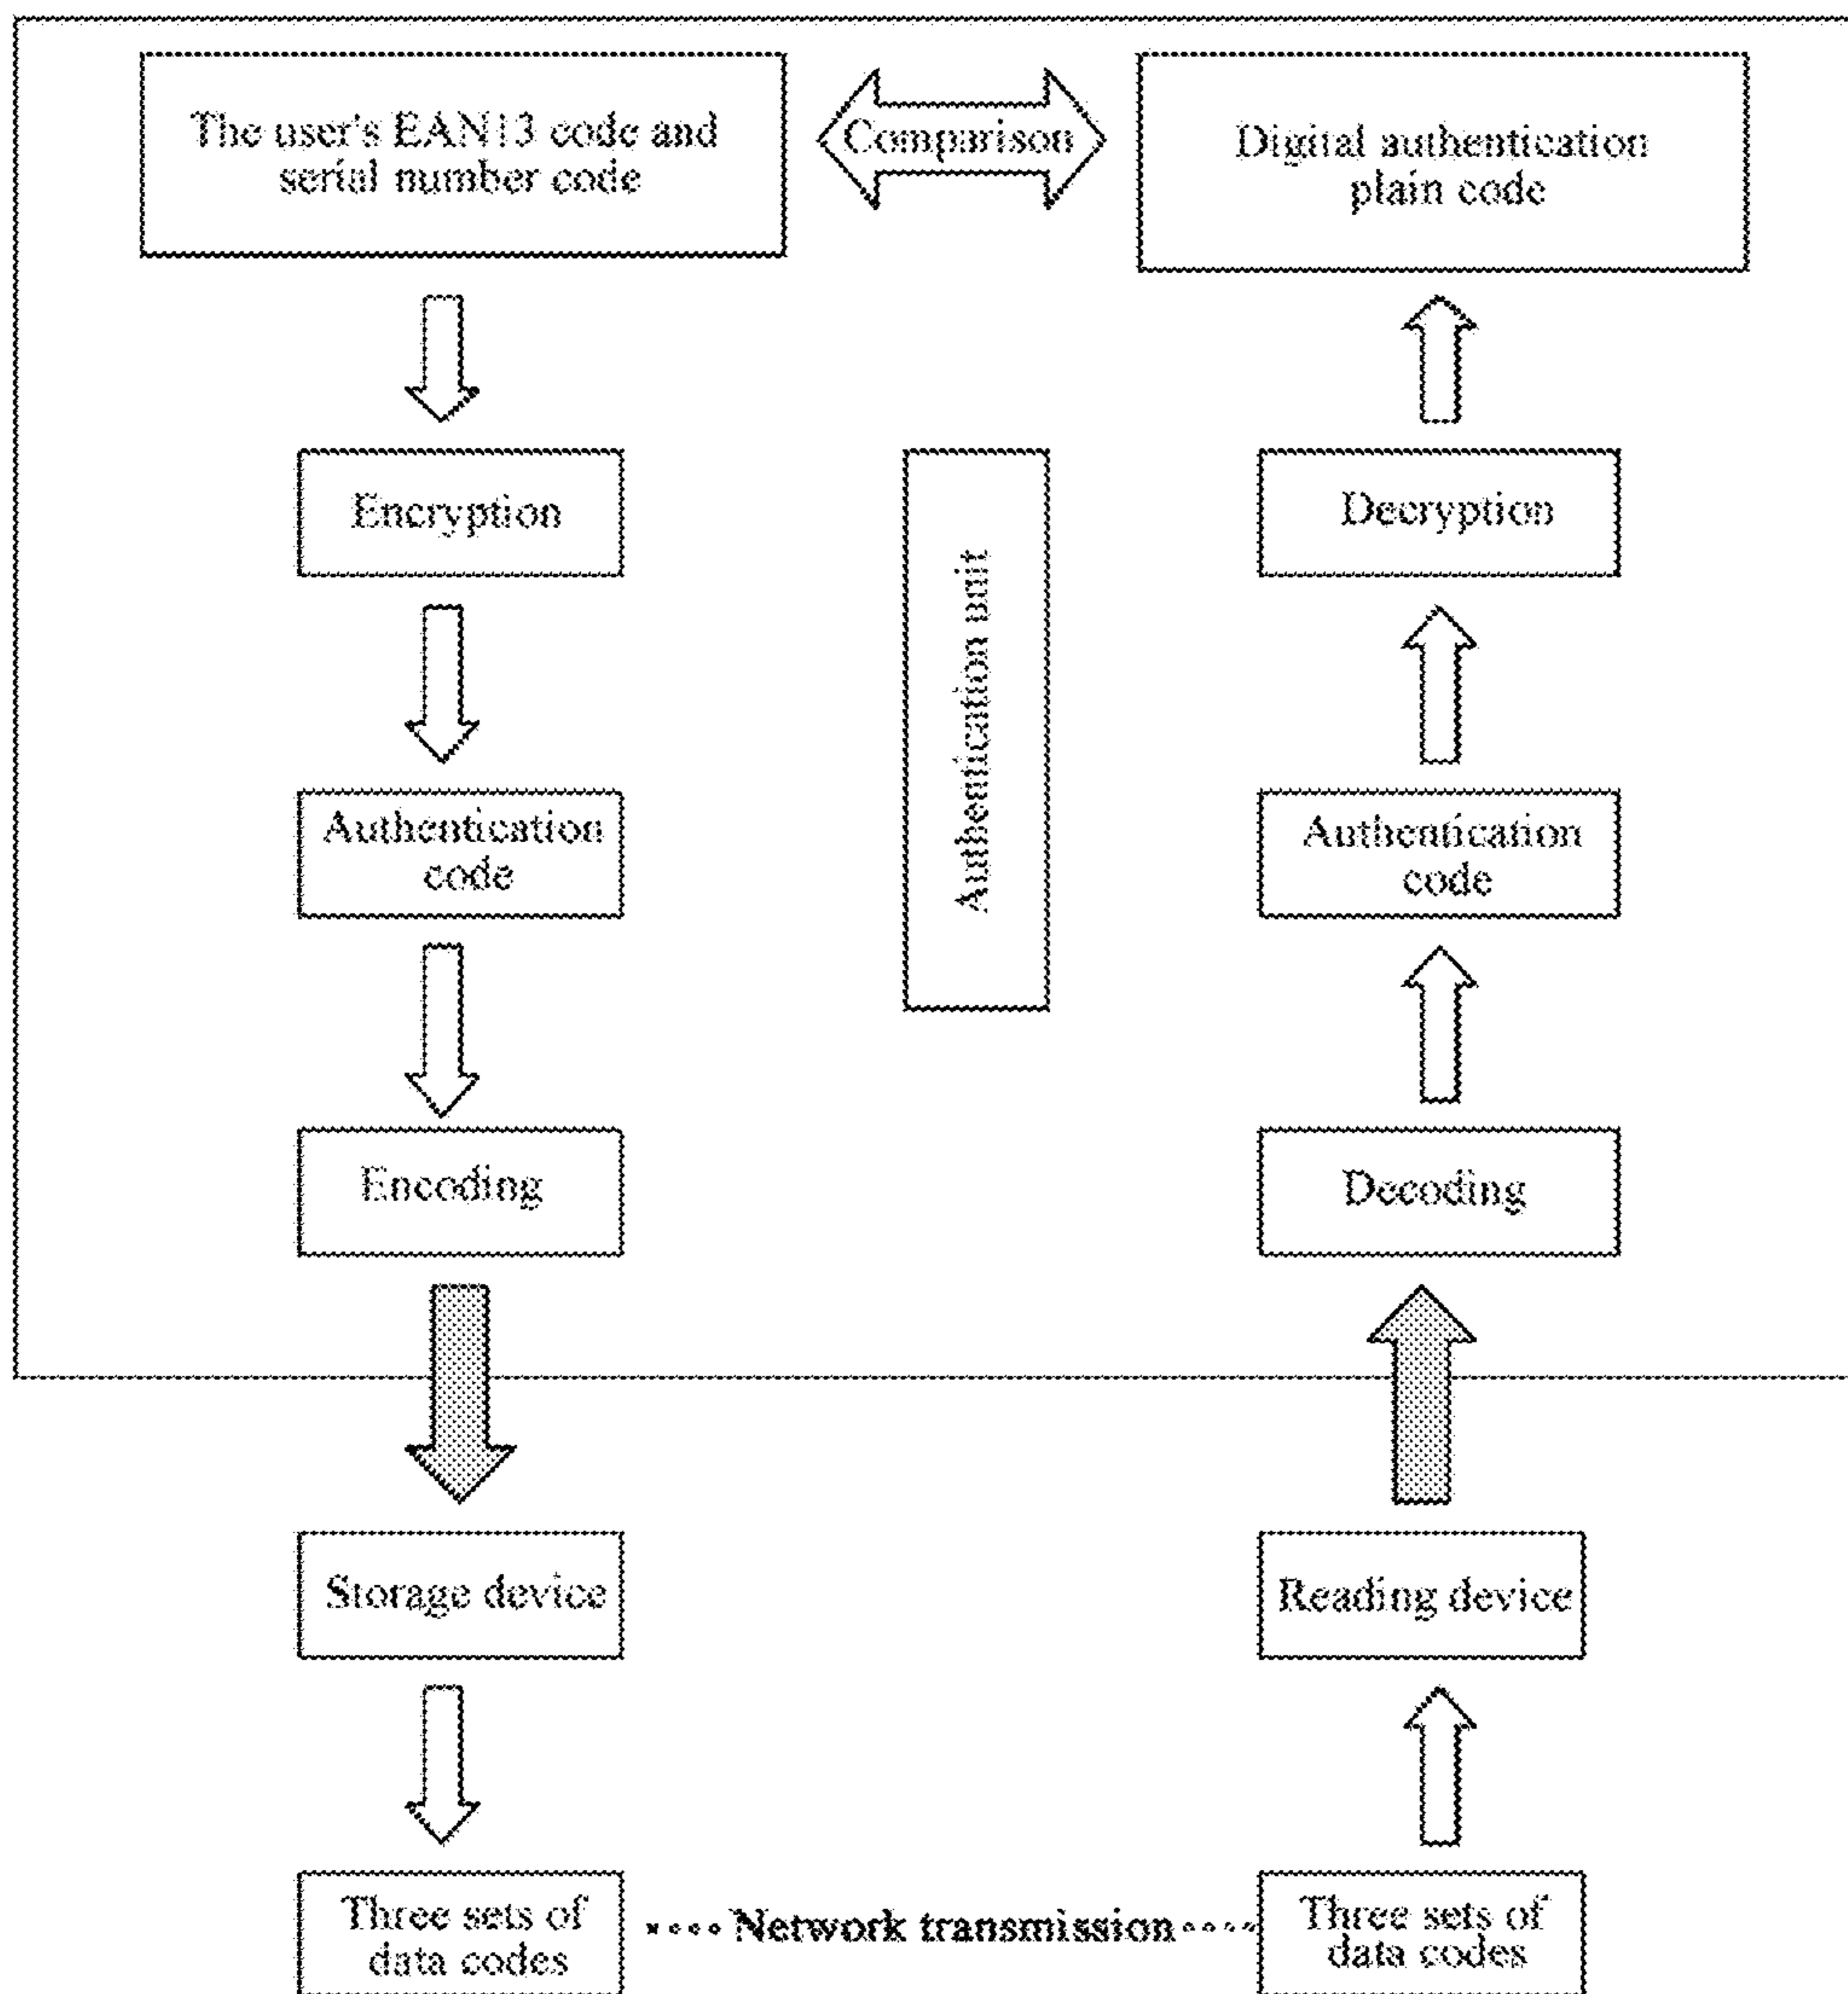 The user's EAN13 code and
serial number code
Comparison
Digital authentication
plain code
Encryption
Authentication unit
Decryption
Authentication
code
Authentication
code
Encoding
Decoding
Storage device
Reading device
Three sets of
data codes
Network transmission
Three sets of
data codes